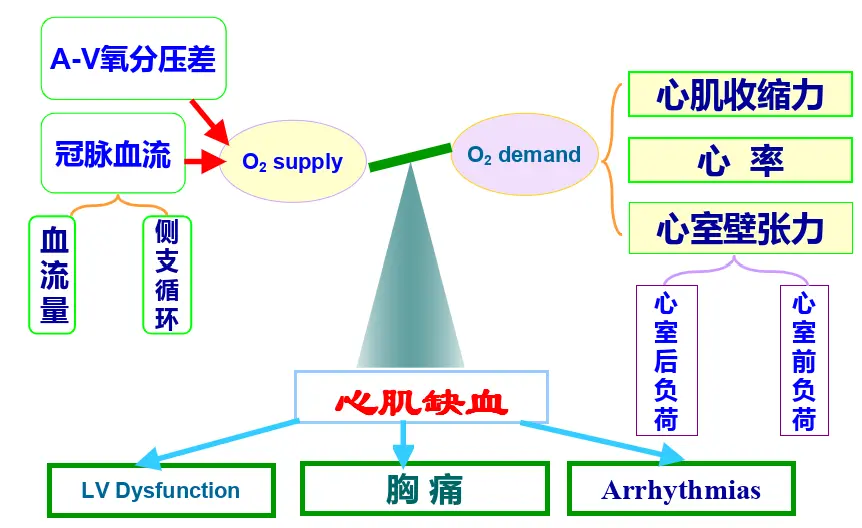 A-V氧分压差
冠脉血流
血流量
侧支循环
O₂ supply
O₂ demand
心肌收缩力
心 率
心室壁张力
心室后负荷
心室前负荷
心肌缺血
LV Dysfunction
胸痛
Arrhythmias